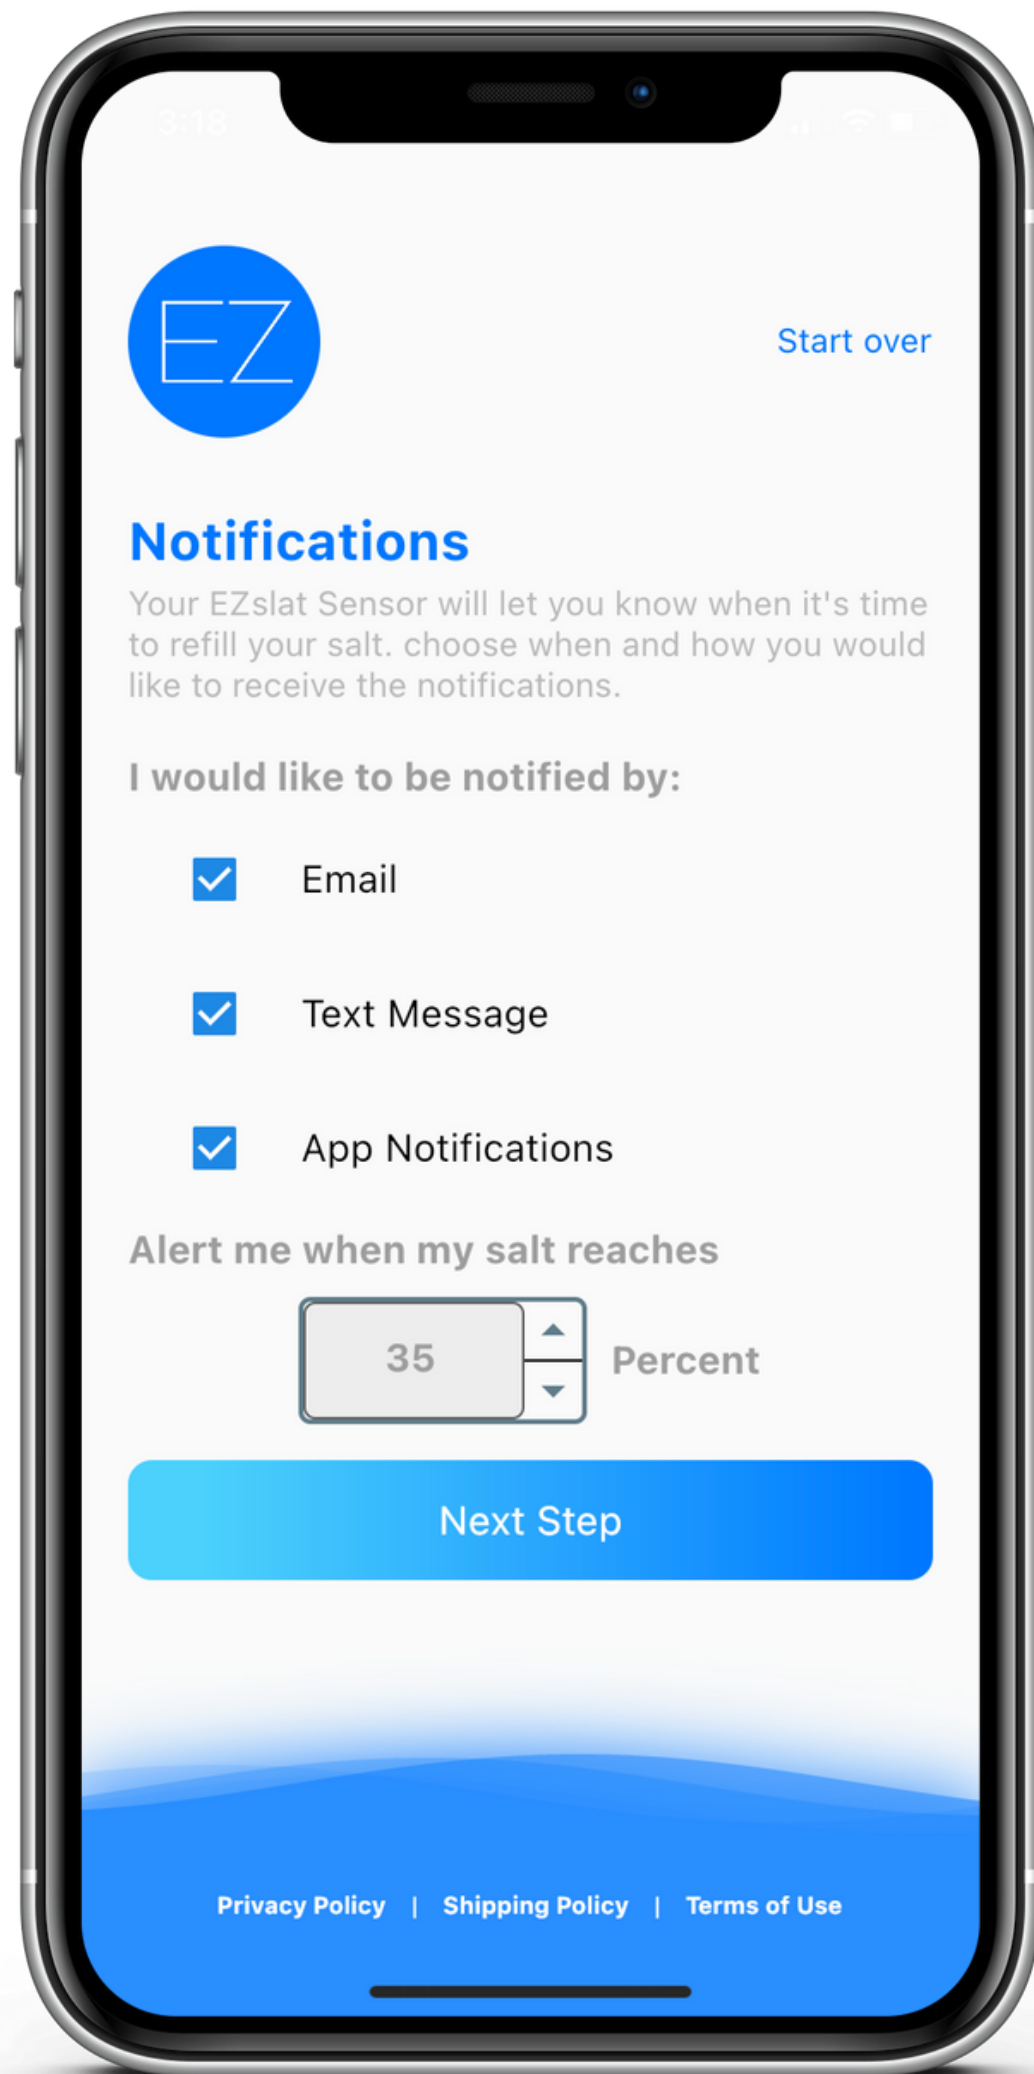 3:18
EZ
Start over
Notifications
Your EZslat Sensor will let you know when it's time
to refill your salt. choose when and how you would
like to receive the notifications.
I would like to be notified by:
Email
Text Message
App Notifications
Alert me when my salt reaches
35
Percent
Next Step
Privacy Policy | Shipping Policy | Terms of Use